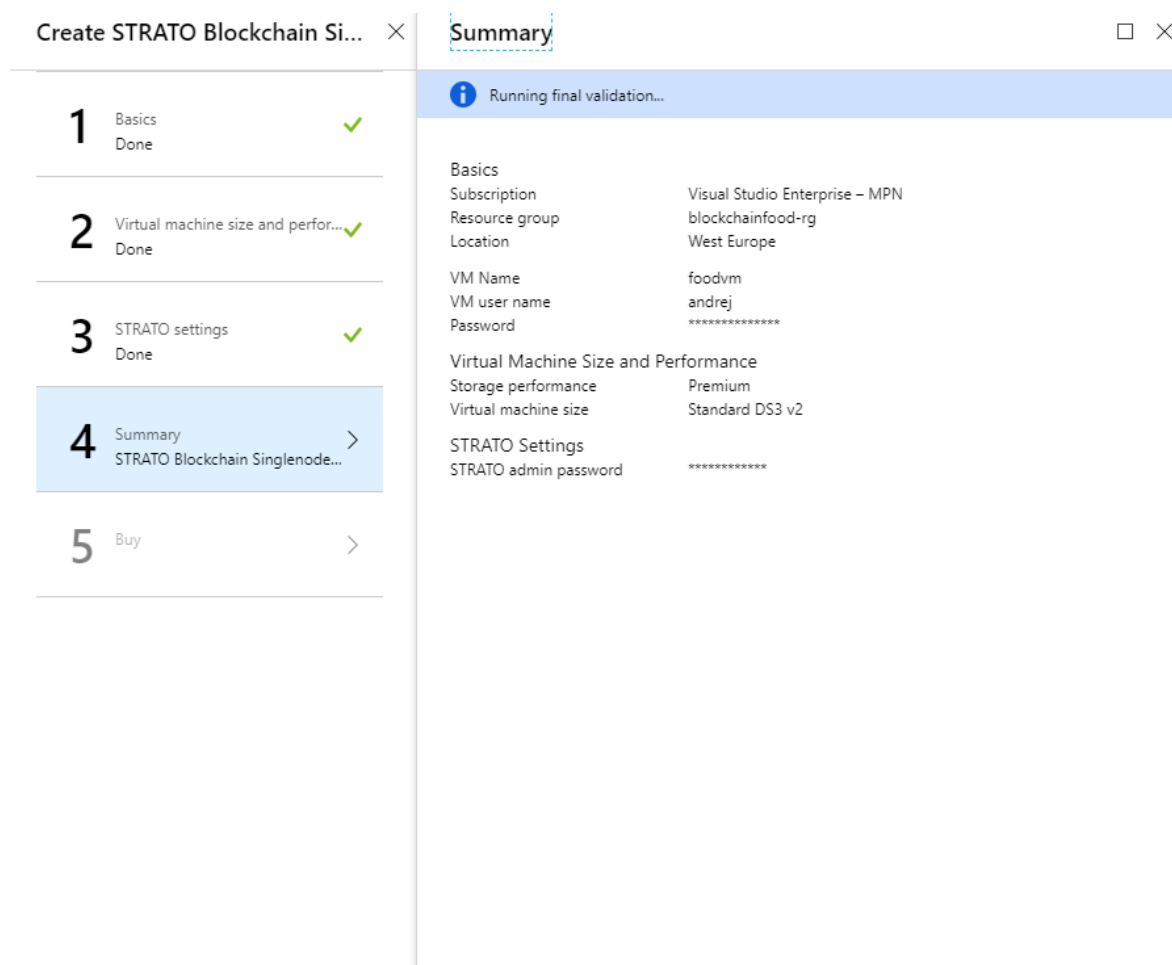 Create STRATO Blockchain Si...
1
Basics
Done
2
Virtual machine size and perfor...
Done
3
STRATO settings
Done
4
Summary
STRATO Blockchain Singlenode...
5
Buy
Summary
Running final validation...
Basics
Subscription Visual Studio Enterprise – MPN
Resource group blockchainfood-rg
Location West Europe
VM Name foodvm
VM user name andrej
Password **************
Virtual Machine Size and Performance
Storage performance Premium
Virtual machine size Standard DS3 v2
STRATO Settings
STRATO admin password ************